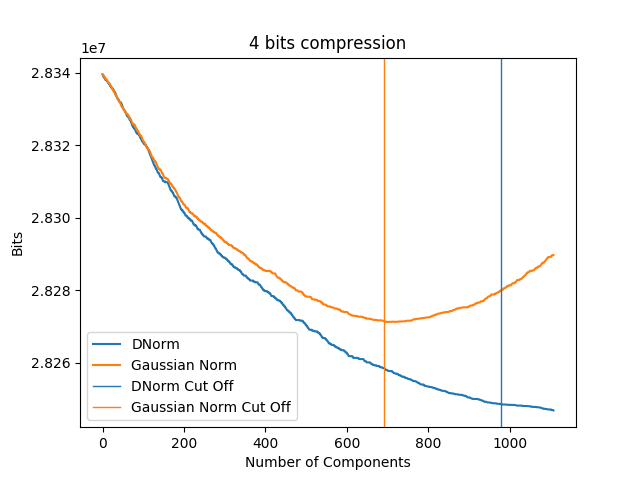 4 bits compression
1e7
2.834
2.832
2.830
2.828
2.826
Bits
DNorm
Gaussian Norm
DNorm Cut Off
Gaussian Norm Cut Off
0 200 400 600 800 1000
Number of Components